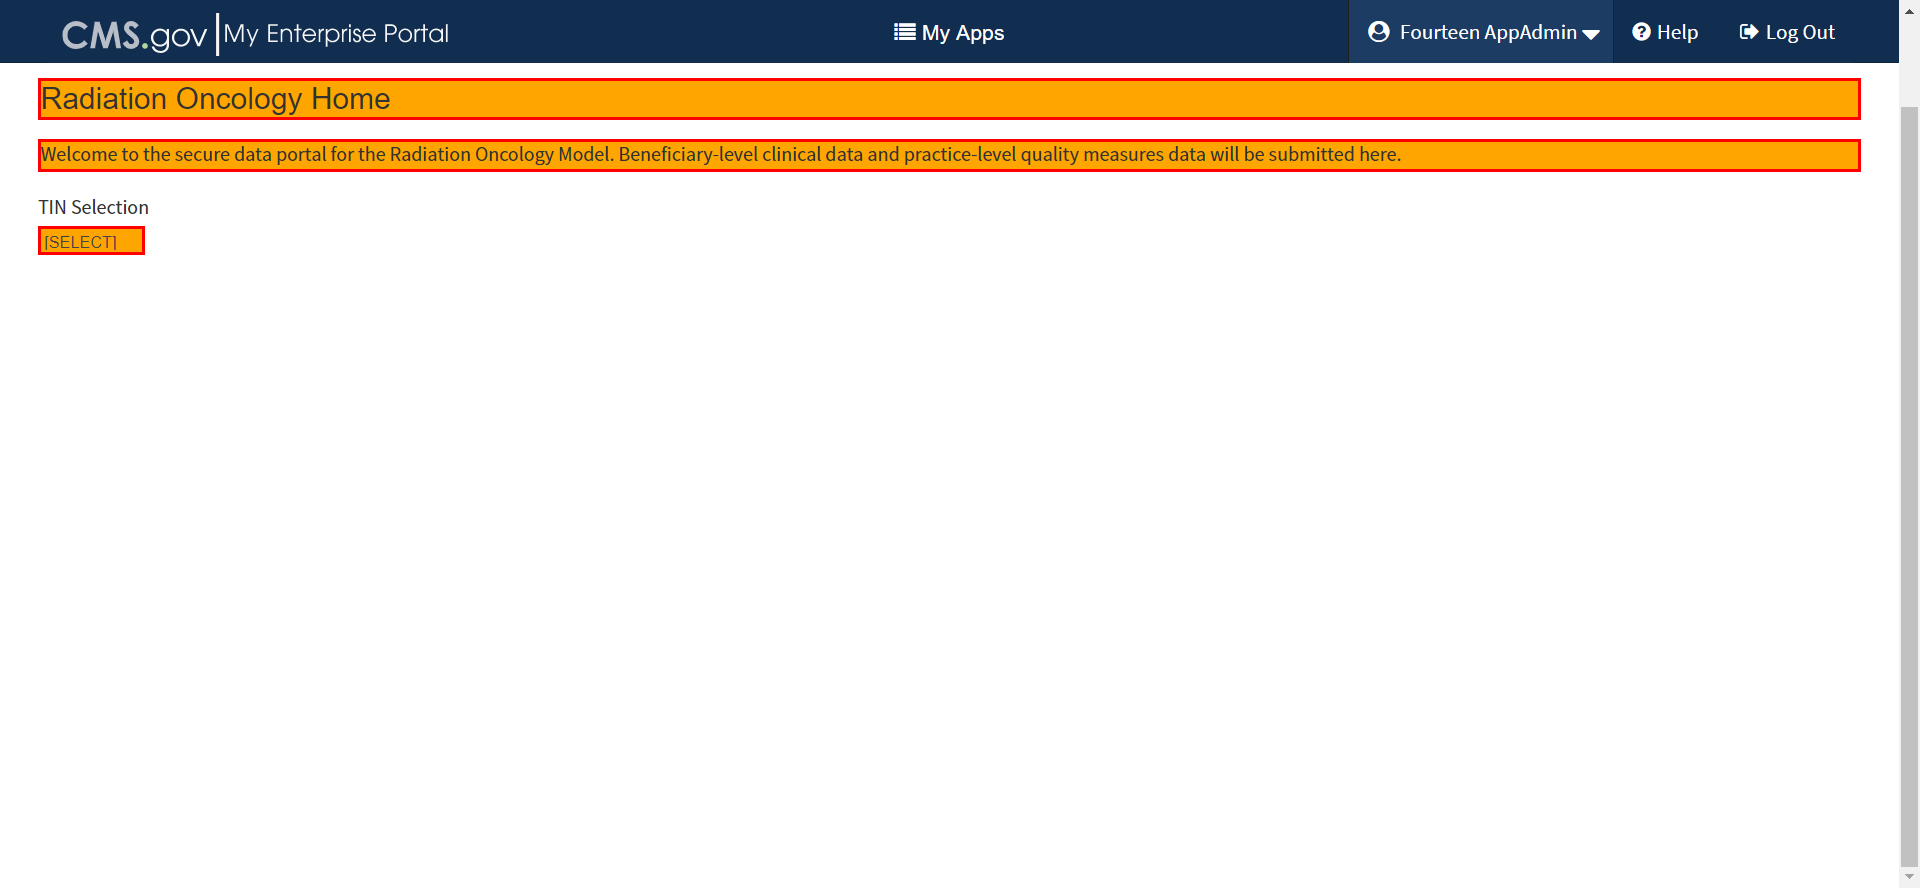 CMS.gov My Enterprise Portal
My Apps
Fourteen AppAdmin
Help
Log Out
Radiation Oncology Home
Welcome to the secure data portal for the Radiation Oncology Model. Beneficiary-level clinical data and practice-level quality measures data will be submitted here.
TIN Selection
[SELECT]